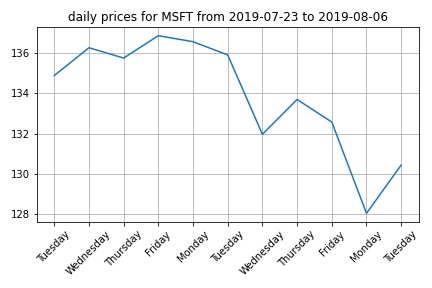 daily prices for MSFT from 2019-07-23 to 2019-08-06
136
134
132
130
128
Tuesday
Wednesday
Thursday
Friday
Monday
Tuesday
Wednesday
Thursday
Friday
Monday
Tuesday